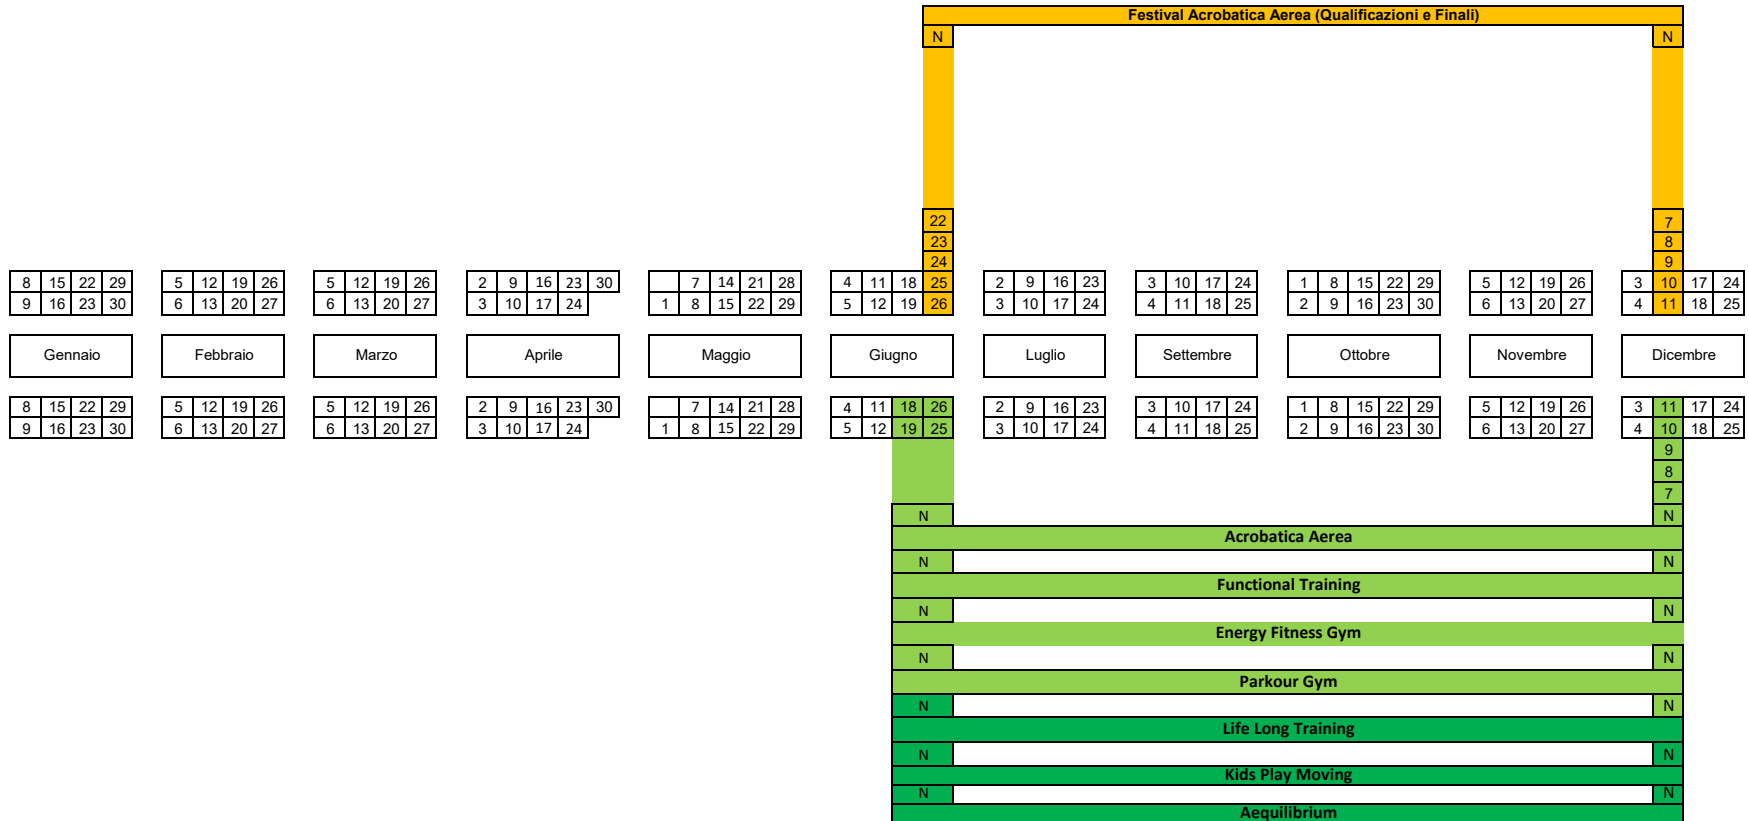 Festival Acrobatica Aerea (Qualificazioni e Finali)
N N
22 7
23 8
24 9
8 15 22 29 5 12 19 26 5 12 19 26 2 9 16 23 30 7 14 21 28 4 11 18 25 2 9 16 23 3 10 17 24 1 8 15 22 29 5 12 19 26 3 10 17 24
9 16 23 30 6 13 20 27 6 13 20 27 3 10 17 24 1 8 15 22 29 5 12 19 26 3 10 17 24 4 11 18 25 2 9 16 23 30 6 13 20 27 4 11 18 25
Gennaio Febbraio Marzo Aprile Maggio Giugno Luglio Settembre Ottobre Novembre Dicembre
8 15 22 29 5 12 19 26 5 12 19 26 2 9 16 23 30 7 14 21 28 4 11 18 26 2 9 16 23 3 10 17 24 1 8 15 22 29 5 12 19 26 3 11 17 24
9 16 23 30 6 13 20 27 6 13 20 27 3 10 17 24 1 8 15 22 29 5 12 19 25 3 10 17 24 4 11 18 25 2 9 16 23 30 6 13 20 27 4 10 18 25
9
8
7
N N
Acrobatica Aerea
N N
Functional Training
N N
Energy Fitness Gym
N N
Parkour Gym
N N
Life Long Training
N N
Kids Play Moving
N N
Aequilibrium